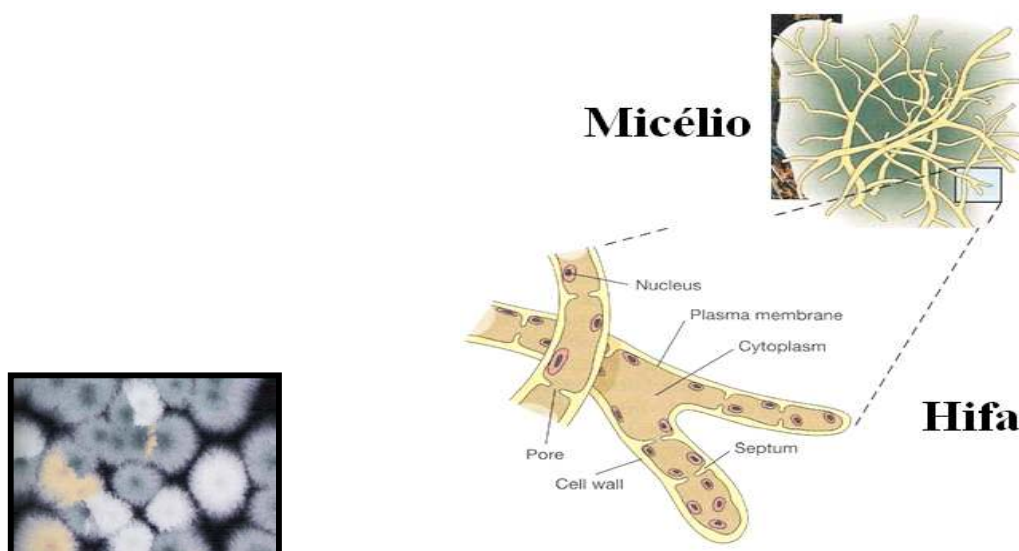 Micélio
Nucleus
Plasma membrane
Cytoplasm
Hifa
Pore
Septum
Cell wall